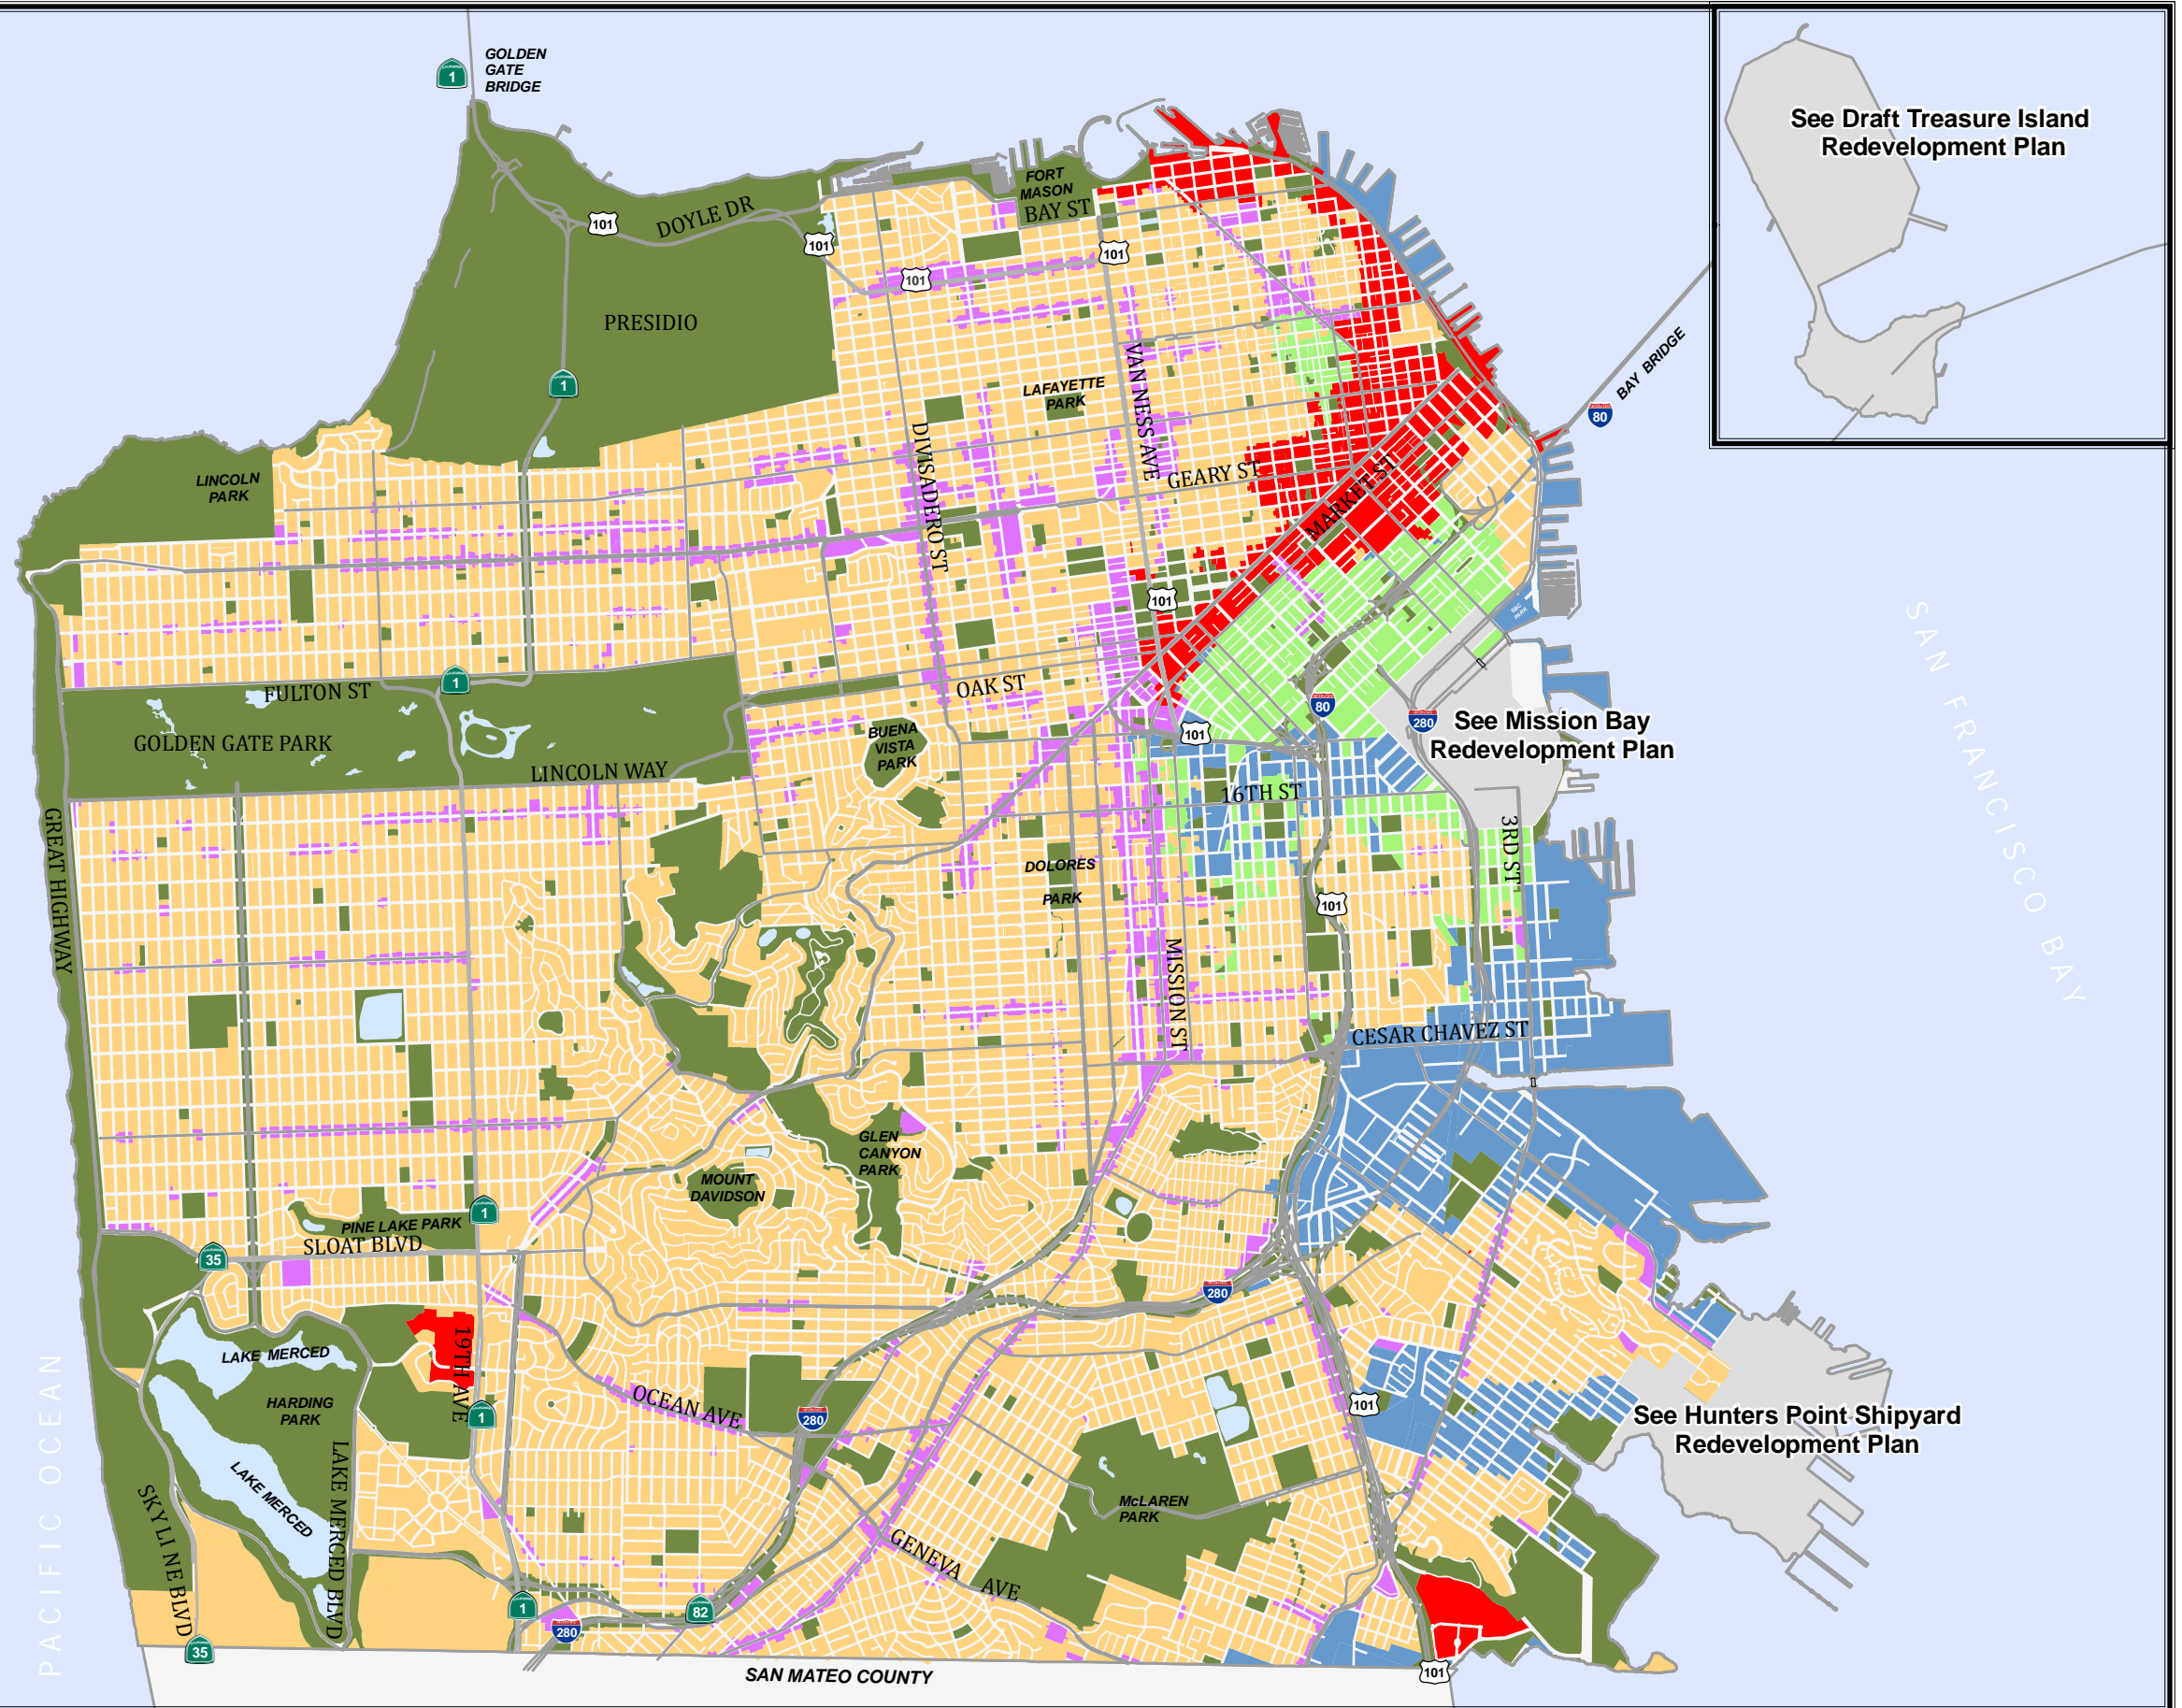 GOLDEN
GATE
BRIDGE
1
See Draft Treasure Island
Redevelopment Plan
FORT
MASON
BAY ST
DOYLE DR
101
101
101
101
PRESIDIO
1
BAY BRIDGE
80
LAFAYETTE
PARK
VAN NESS AVE
DIVISADERO ST
GEARY ST
MARKET ST
LINCOLN
PARK
101
SBC
PARK
SAN FRANCISCO BAY
FULTON ST
1
OAK ST
80
280
See Mission Bay
Redevelopment Plan
GOLDEN GATE PARK
BUENA
VISTA
PARK
101
LINCOLN WAY
16TH ST
GREAT HIGHWAY
3RD ST
DOLORES
PARK
101
MISSION ST
CESAR CHAVEZ ST
GLEN
CANYON
PARK
MOUNT
DAVIDSON
PINE LAKE PARK
1
SLOAT BLVD
35
280
LAKE MERCED
19TH AVE
HARDING
PARK
1
OCEAN AVE
280
101
See Hunters Point Shipyard
Redevelopment Plan
PACIFIC OCEAN
LAKE MERCED
LAKE MERCED BLVD
SKYLINE BLVD
McLAREN
PARK
GENEVA AVE
1
280
82
35
101
SAN MATEO COUNTY